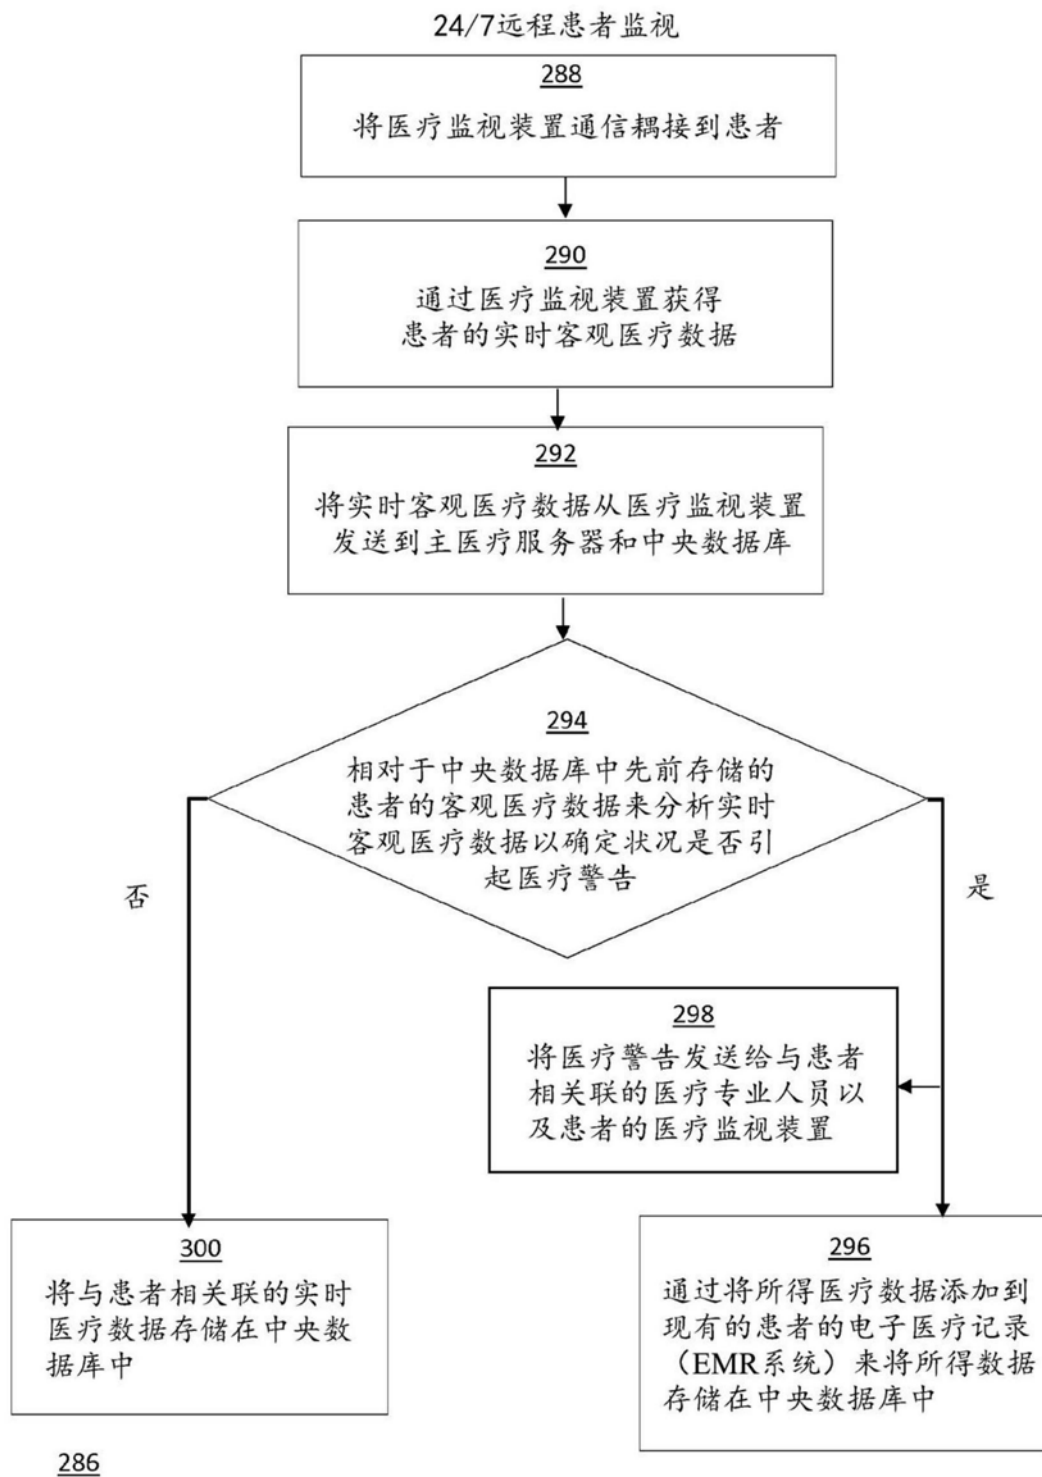 24/7远程患者监视
288
将医疗监视装置通信耦接到患者
290
通过医疗监视装置获得
患者的实时客观医疗数据
292
将实时客观医疗数据从医疗监视装置
发送到主医疗服务器和中央数据库
294
相对于中央数据库中先前存储的
患者的客观医疗数据来分析实时
客观医疗数据以确定状况是否引
起医疗警告
否
是
298
将医疗警告发送给与患者
相关联的医疗专业人员以
及患者的医疗监视装置
300
将与患者相关联的实时
医疗数据存储在中央数
据库中
296
通过将所得医疗数据添加到
现有的患者的电子医疗记录
（EMR系统）来将所得数据
存储在中央数据库中
286